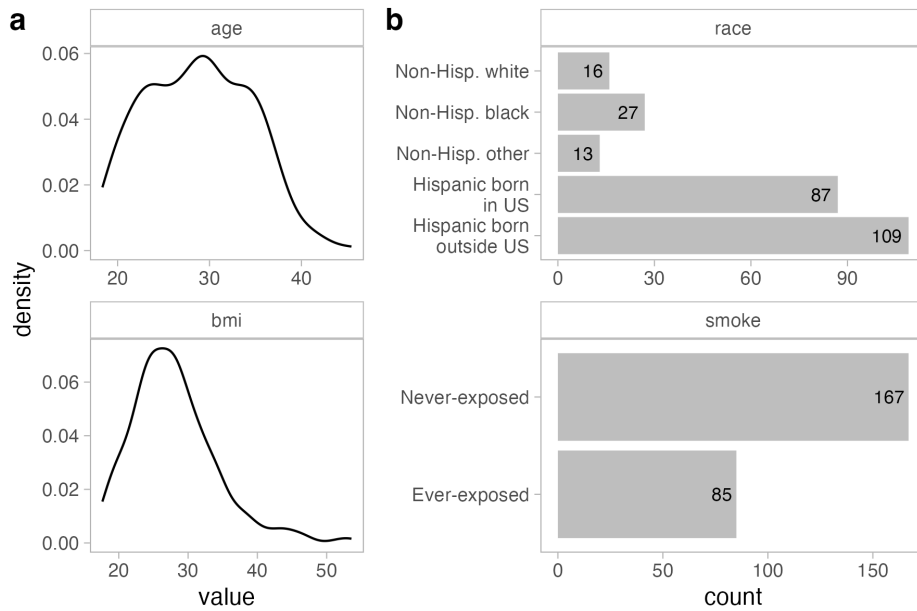 a
age
0.06
0.04
0.02
0.00
20 30 40
bmi
0.06
0.04
0.02
0.00
20 30 40 50
density
value
b
race
Non-Hisp. white
16
Non-Hisp. black
27
Non-Hisp. other
13
Hispanic born
in US
87
Hispanic born
outside US
109
0 30 60 90
smoke
Never-exposed
167
Ever-exposed
85
0 50 100 150
count